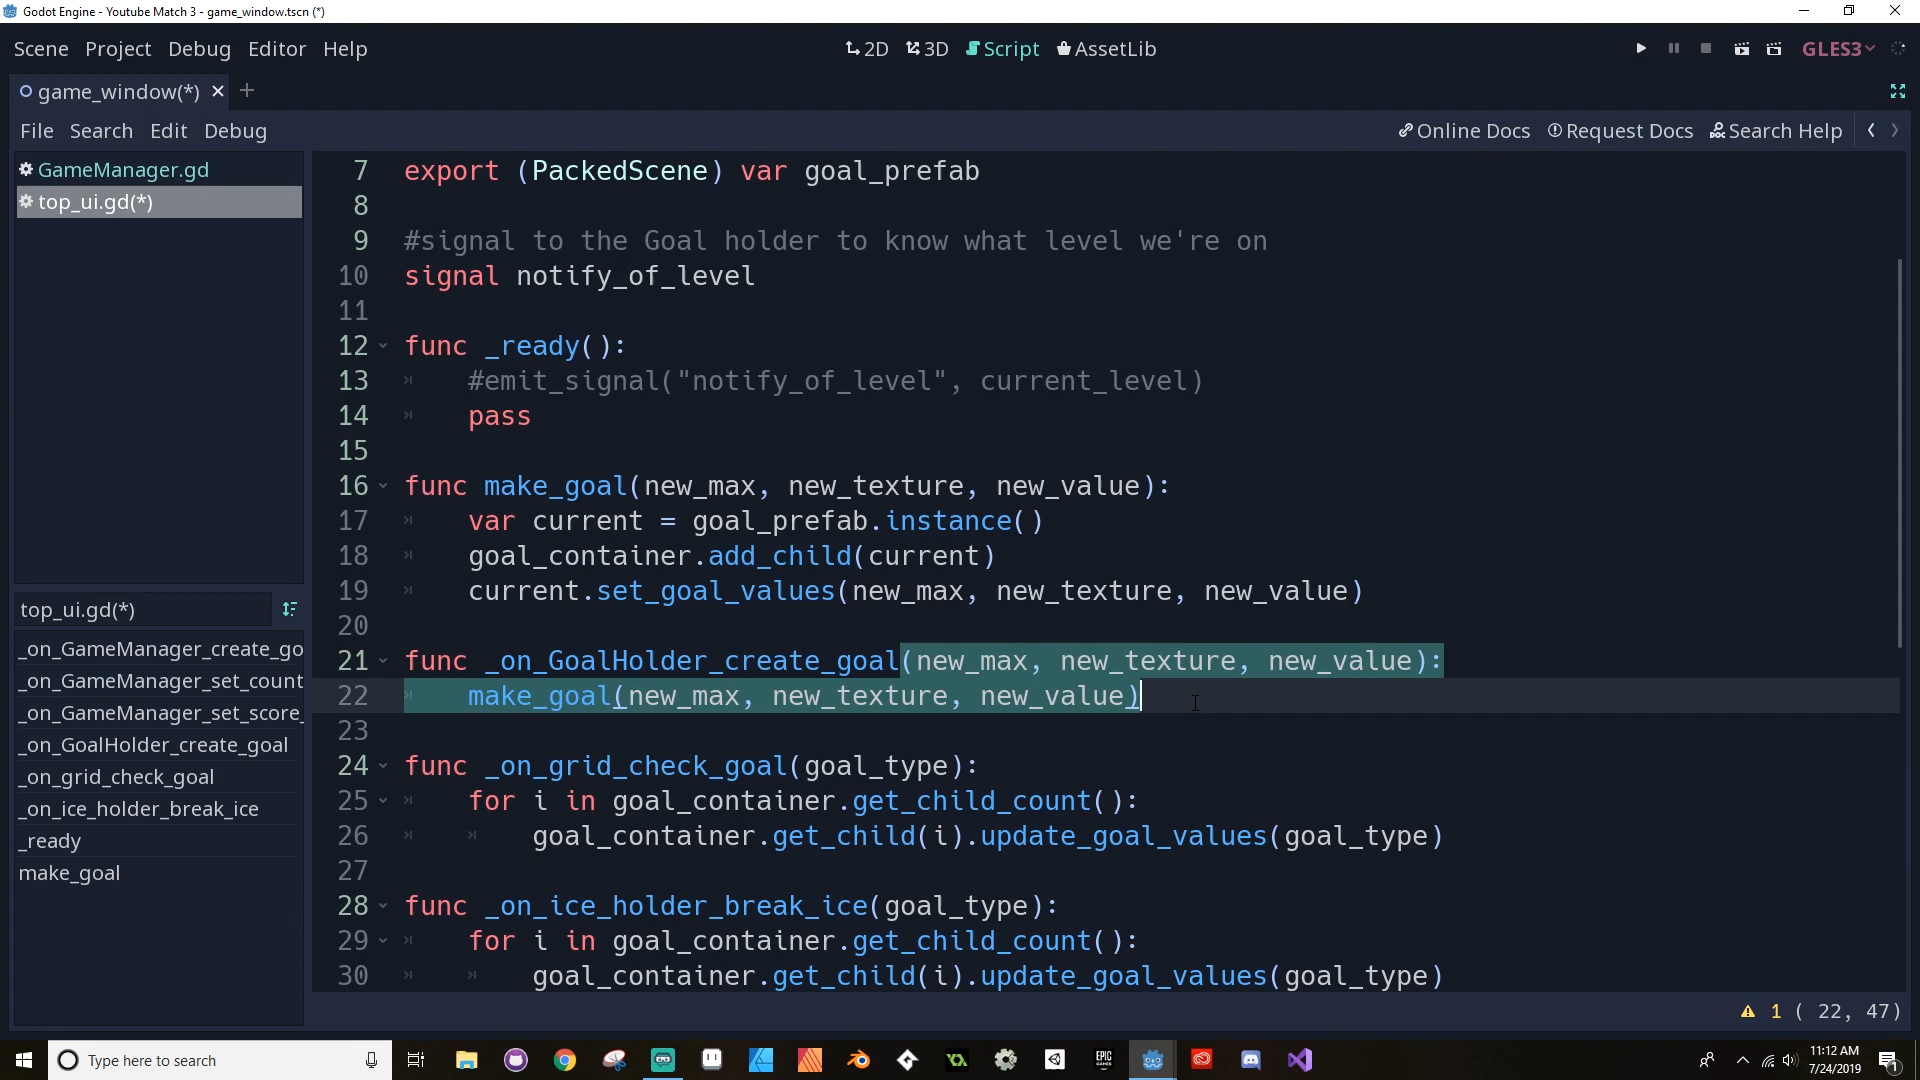 Godot Engine - Youtube Match 3 - game_window.tscn (*)
Scene Project Debug Editor Help
2D 3D Script AssetLib
GLES3
game_window(*)
File Search Edit Debug
Online Docs Request Docs Search Help
GameManager.gd
top_ui.gd(*)
top_ui.gd(*)
_on_GameManager_create_go
_on_GameManager_set_count
_on_GameManager_set_score_
_on_GoalHolder_create_goal
_on_grid_check_goal
_on_ice_holder_break_ice
_ready
make_goal
7 export (PackedScene) var goal_prefab
8
9 #signal to the Goal holder to know what level we're on
10 signal notify_of_level
11
12 func _ready():
13 #emit_signal("notify_of_level", current_level)
14 pass
15
16 func make_goal(new_max, new_texture, new_value):
17 var current = goal_prefab.instance()
18 goal_container.add_child(current)
19 current.set_goal_values(new_max, new_texture, new_value)
20
21 func _on_GoalHolder_create_goal(new_max, new_texture, new_value):
22 make_goal(new_max, new_texture, new_value)
23
24 func _on_grid_check_goal(goal_type):
25 for i in goal_container.get_child_count():
26 goal_container.get_child(i).update_goal_values(goal_type)
27
28 func _on_ice_holder_break_ice(goal_type):
29 for i in goal_container.get_child_count():
30 goal_container.get_child(i).update_goal_values(goal_type)
1 ( 22, 47)
Type here to search
EPIC GAMES
11:12 AM
7/24/2019
1